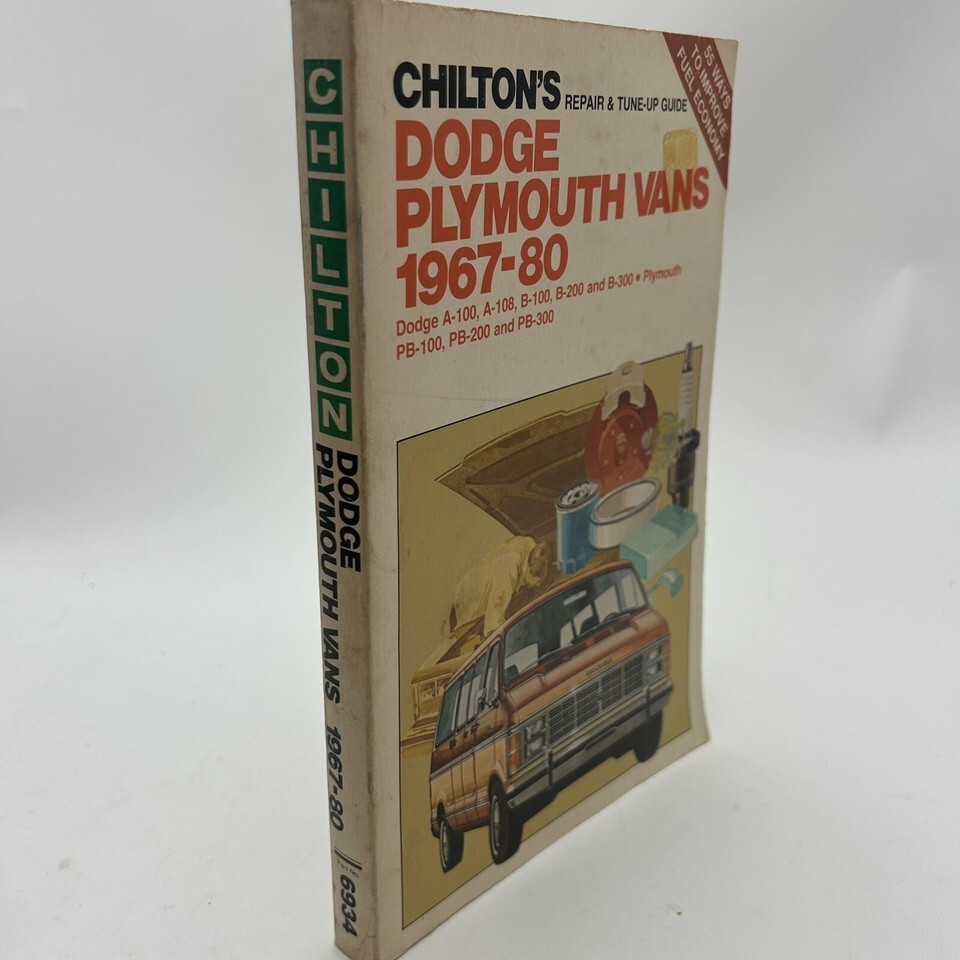 CHILTON
DODGE
PLYMOUTH VANS 1967-80
Part No. 6934
CHILTON'S REPAIR & TUNE-UP GUIDE
55 WAYS
TO IMPROVE
FUEL ECONOMY
DODGE
PLYMOUTH VANS
1967-80
Dodge A-100, A-108, B-100, B-200 and B-300 • Plymouth
PB-100, PB-200 and PB-300